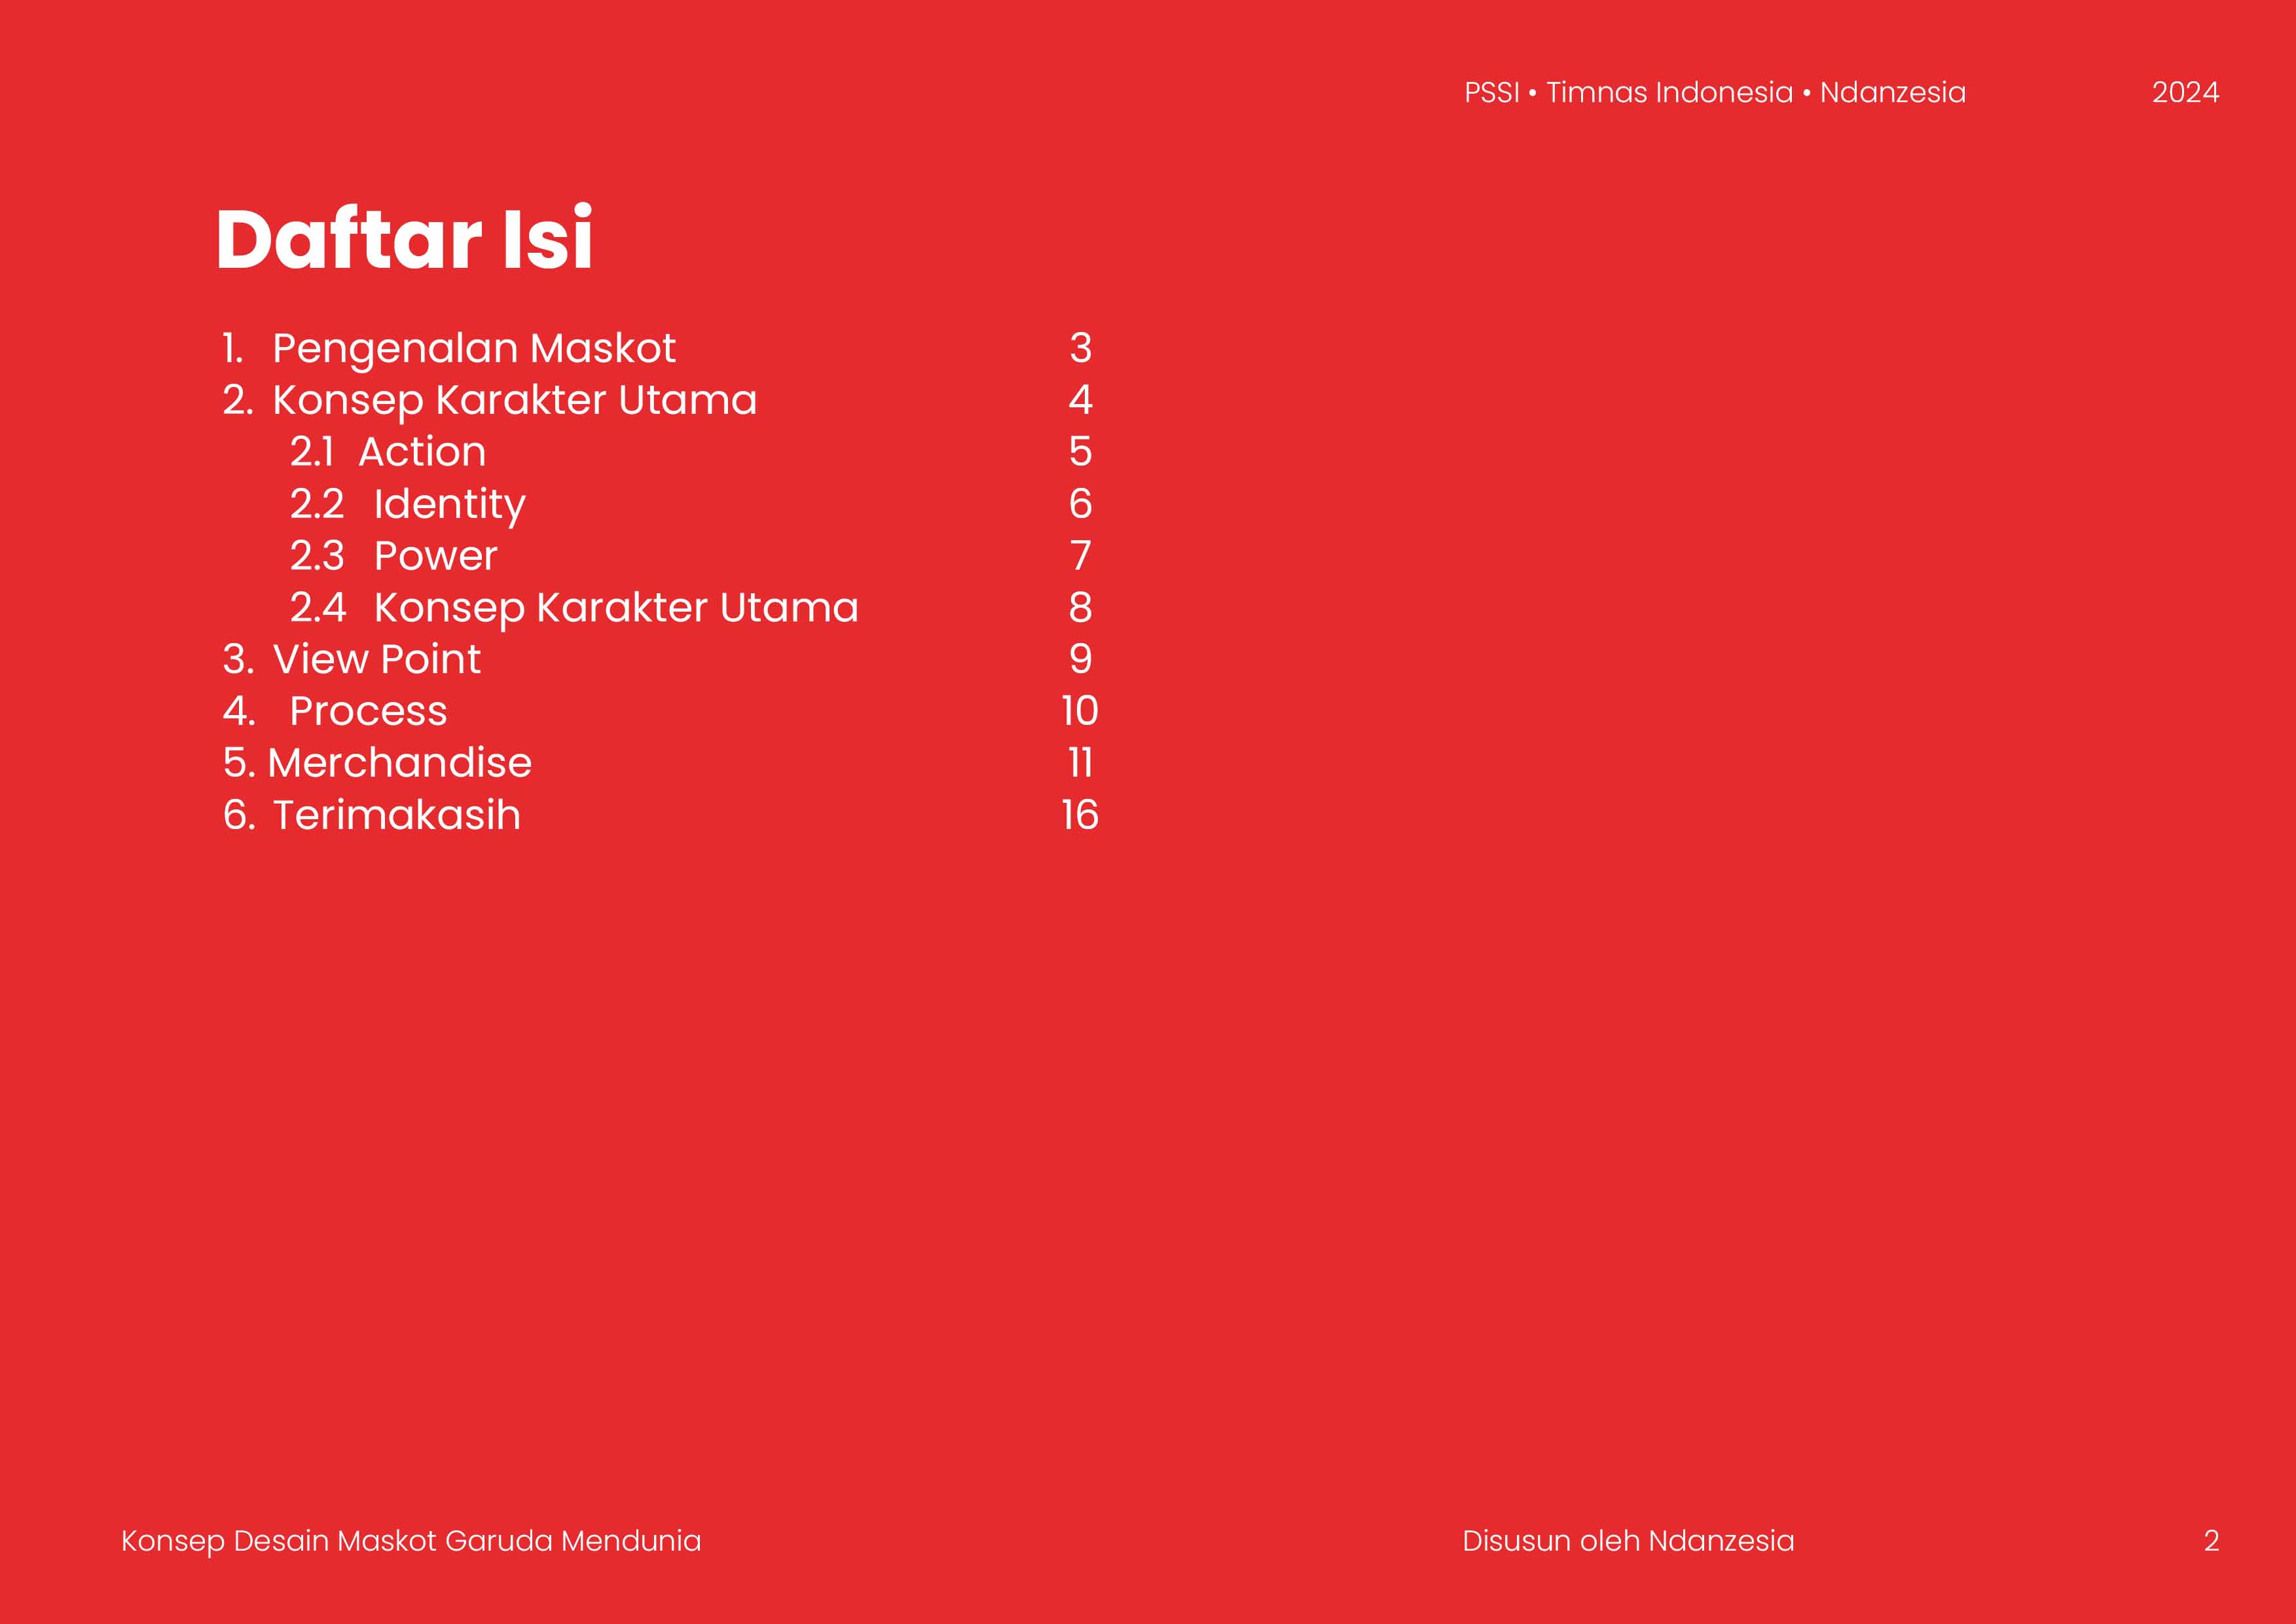 PSSI • Timnas Indonesia • Ndanzesia 2024
Daftar Isi
1. Pengenalan Maskot 3
2. Konsep Karakter Utama 4
2.1 Action 5
2.2 Identity 6
2.3 Power 7
2.4 Konsep Karakter Utama 8
3. View Point 9
4. Process 10
5. Merchandise 11
6. Terimakasih 16
Konsep Desain Maskot Garuda Mendunia Disusun oleh Ndanzesia 2